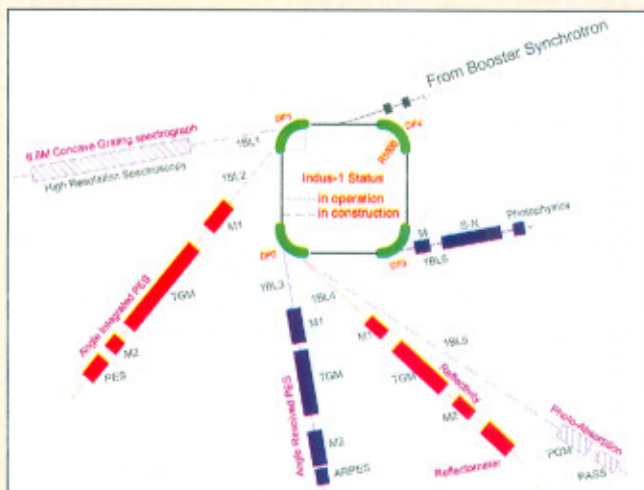 From Booster Synchrotron
DP1
DP4
6.5M Concave Grating spectrograph
High Resolution Spectroscopy
1BL1
1BL2
Indus-1 Status
in operation
in construction
M1
M
S-N
Photophysics
1BL6
DP2
DP3
1BL3
1BL4
1BL5
Angle Integrated PES
TGM
M2
PES
M1
TGM
Angle Resolved PES
M2
ARPES
M1
TGM
Reflectivity
M2
Reflectometer
Photo-Absorption
PGM
PASS